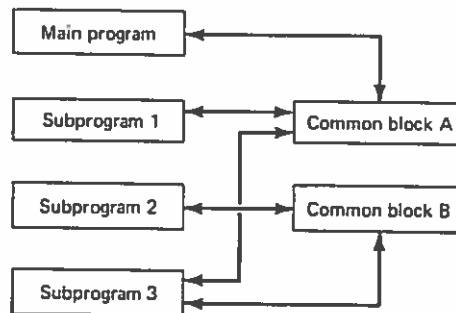 Main program
Subprogram 1
Common block A
Subprogram 2
Common block B
Subprogram 3